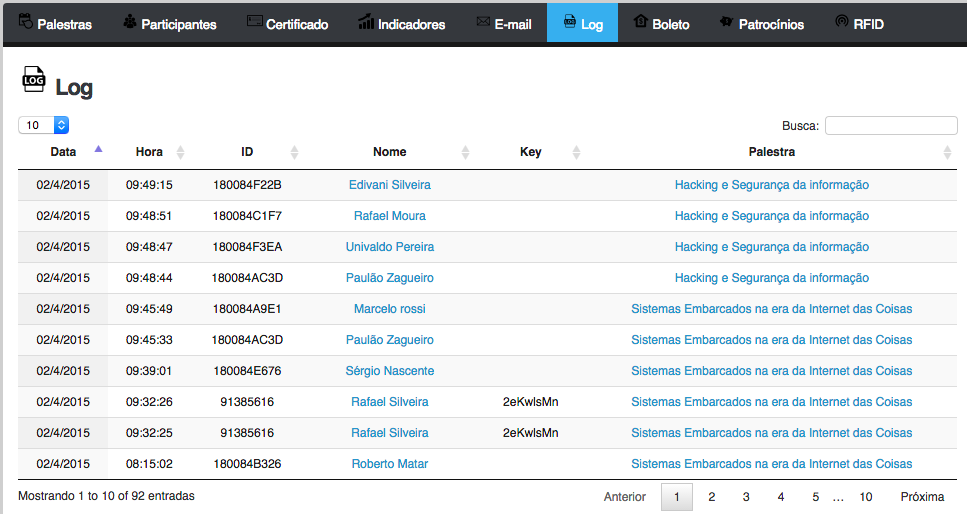 Palestras Participantes Certificado Indicadores E-mail Log Boleto Patrocínios RFID
LOG Log
10 Busca:
Data Hora ID Nome Key Palestra
02/4/2015 09:49:15 180084F22B Edivani Silveira Hacking e Segurança da informação
02/4/2015 09:48:51 180084C1F7 Rafael Moura Hacking e Segurança da informação
02/4/2015 09:48:47 180084F3EA Univaldo Pereira Hacking e Segurança da informação
02/4/2015 09:48:44 180084AC3D Paulão Zagueiro Hacking e Segurança da informação
02/4/2015 09:45:49 180084A9E1 Marcelo rossi Sistemas Embarcados na era da Internet das Coisas
02/4/2015 09:45:33 180084AC3D Paulão Zagueiro Sistemas Embarcados na era da Internet das Coisas
02/4/2015 09:39:01 180084E676 Sérgio Nascente Sistemas Embarcados na era da Internet das Coisas
02/4/2015 09:32:26 91385616 Rafael Silveira 2eKwlsMn Sistemas Embarcados na era da Internet das Coisas
02/4/2015 09:32:25 91385616 Rafael Silveira 2eKwlsMn Sistemas Embarcados na era da Internet das Coisas
02/4/2015 08:15:02 180084B326 Roberto Matar Sistemas Embarcados na era da Internet das Coisas
Mostrando 1 to 10 of 92 entradas Anterior 1 2 3 4 5 … 10 Próxima